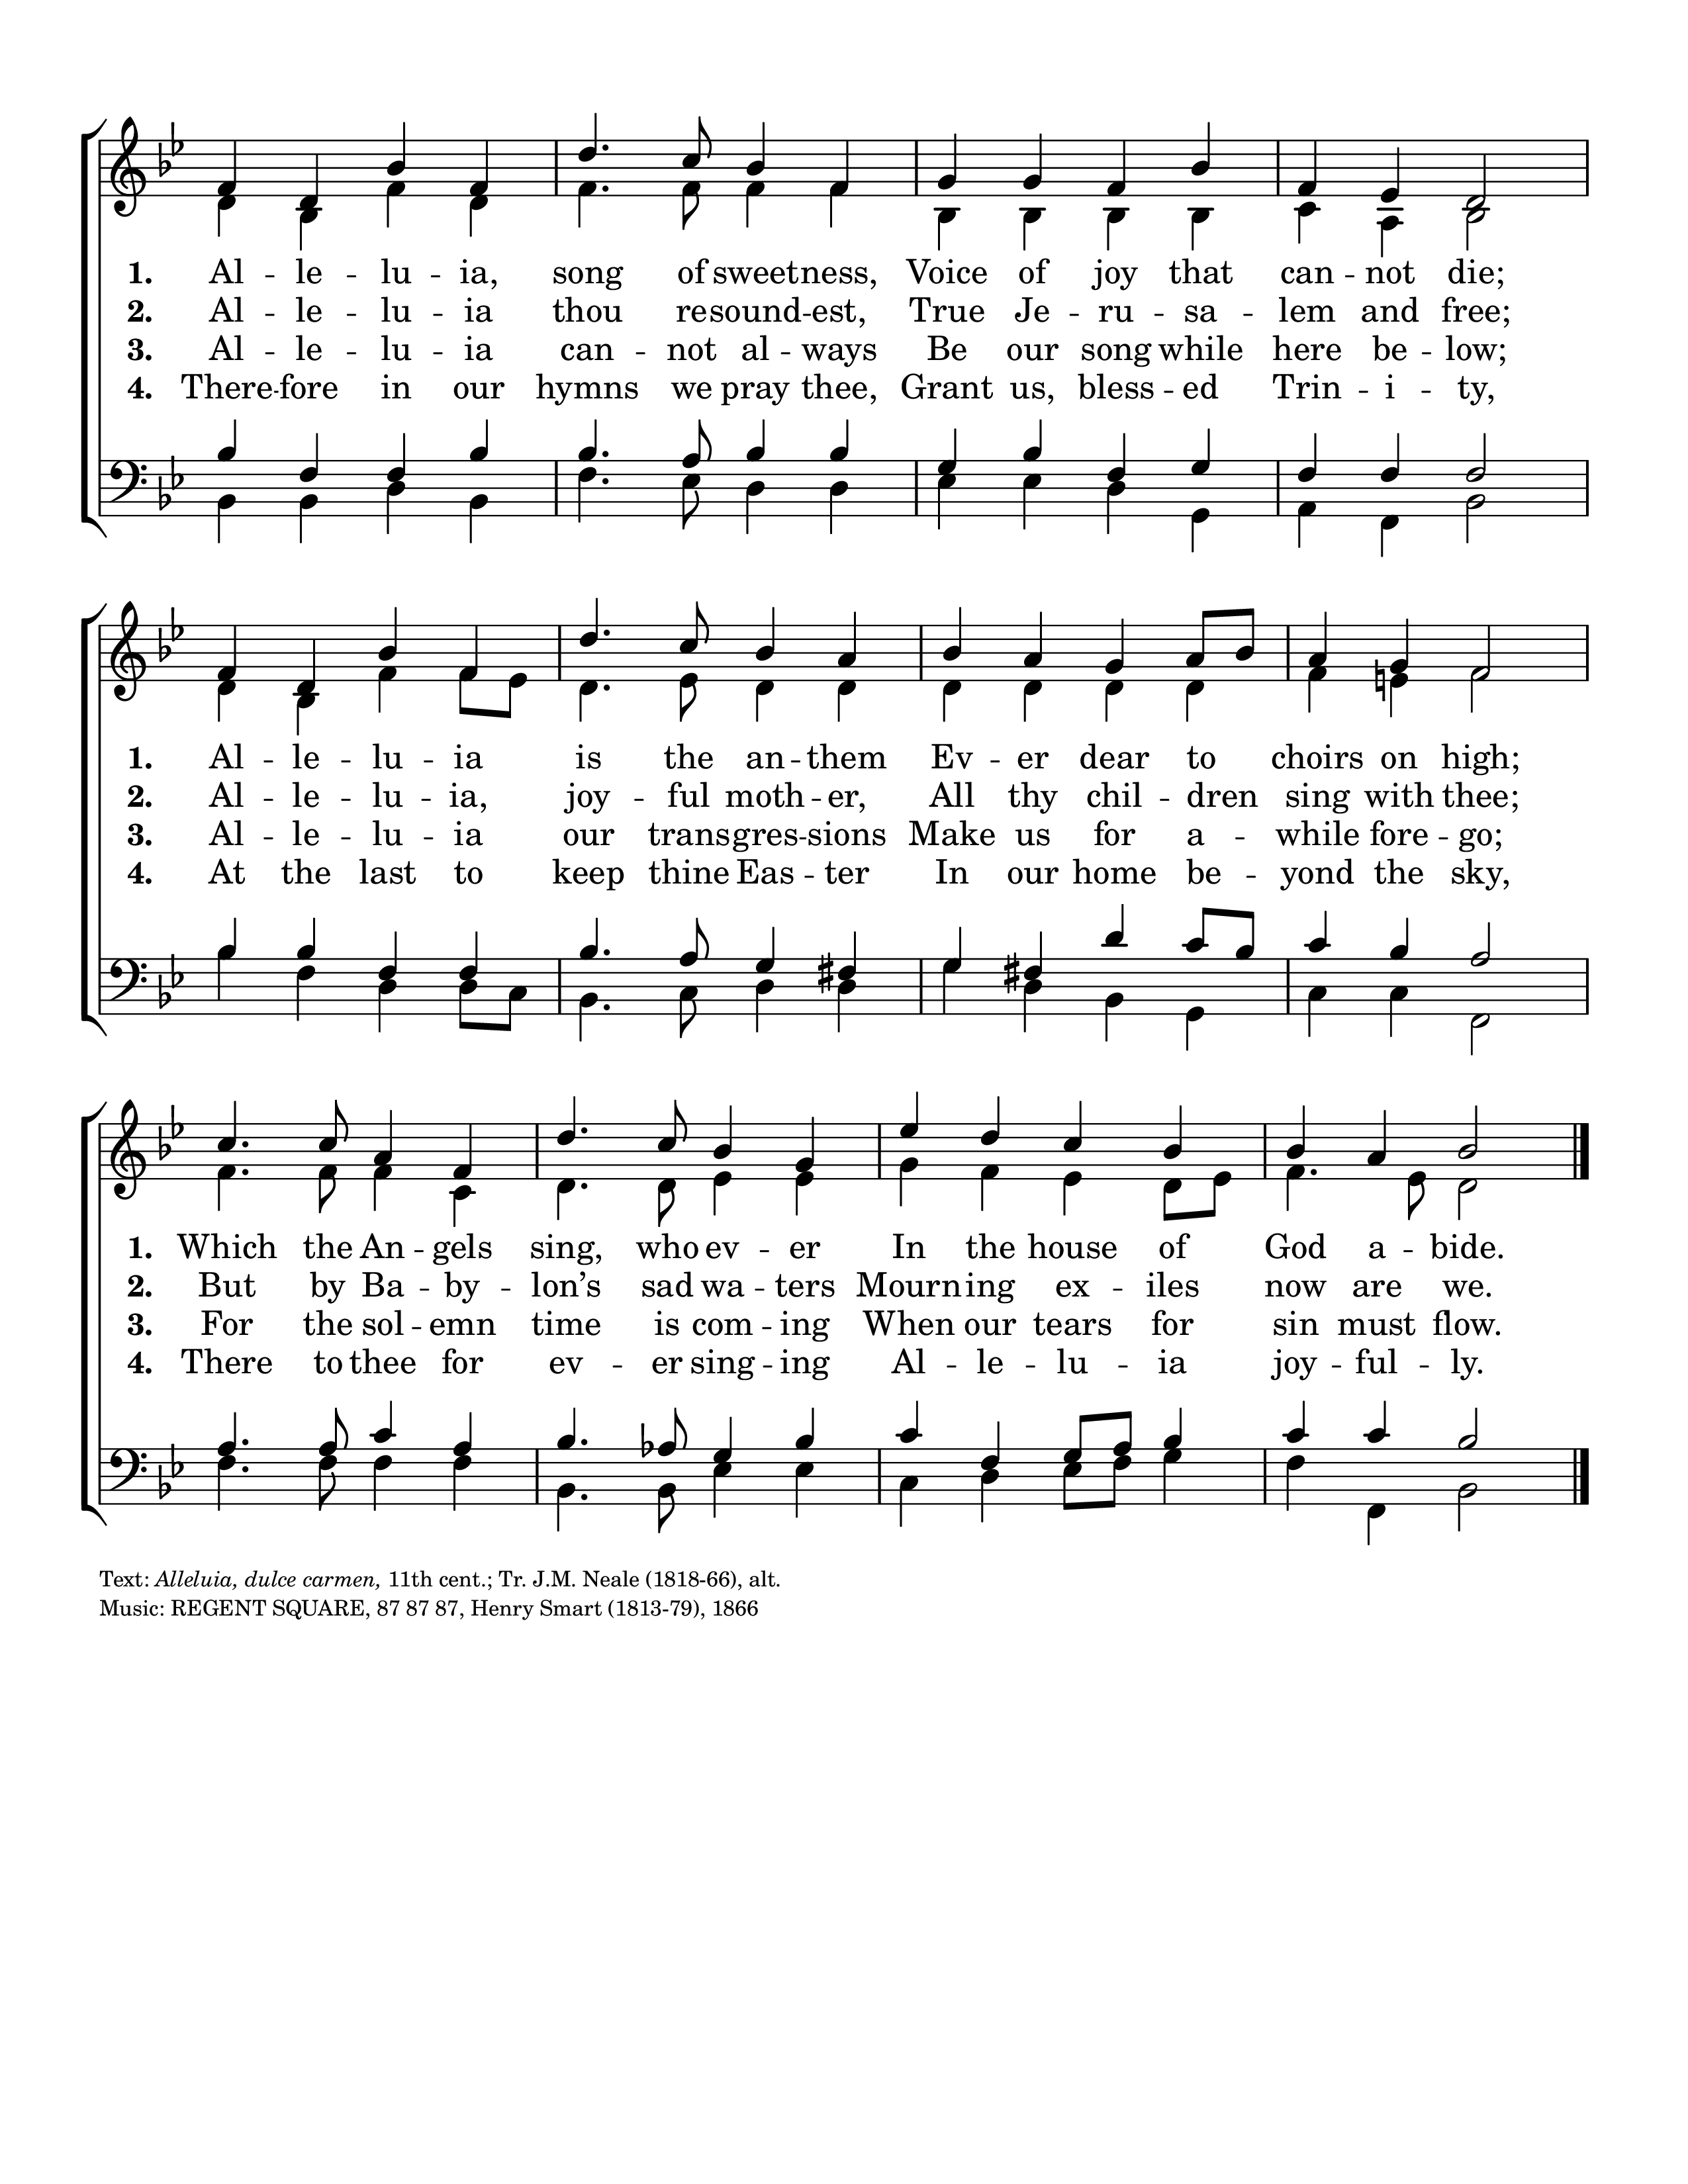 1. Al -- le -- lu -- ia, song of sweet-ness, Voice of joy that can -- not die;
2. Al -- le -- lu -- ia thou re-sound -- est, True Je -- ru -- sa -- lem and free;
3. Al -- le -- lu -- ia can -- not al -- ways Be our song while here be -- low;
4. There -- fore in our hymns we pray thee, Grant us, bless -- ed Trin -- i -- ty,
1. Al -- le -- lu -- ia is the an -- them Ev -- er dear to choirs on high;
2. Al -- le -- lu -- ia, joy -- ful moth -- er, All thy chil -- dren sing with thee;
3. Al -- le -- lu -- ia our trans-gres -- sions Make us for a -- while fore -- go;
4. At the last to keep thine Eas -- ter In our home be -- yond the sky,
1. Which the An -- gels sing, who ev -- er In the house of God a -- bide.
2. But by Ba -- by -- lon’s sad wa -- ters Mourn-ing ex -- iles now are we.
3. For the sol -- emn time is com -- ing When our tears for sin must flow.
4. There to thee for ev -- er sing -- ing Al -- le -- lu -- ia joy -- ful -- ly.
Text: Alleluia, dulce carmen, 11th cent.; Tr. J.M. Neale (1818-66), alt.
Music: REGENT SQUARE, 87 87 87, Henry Smart (1813-79), 1866